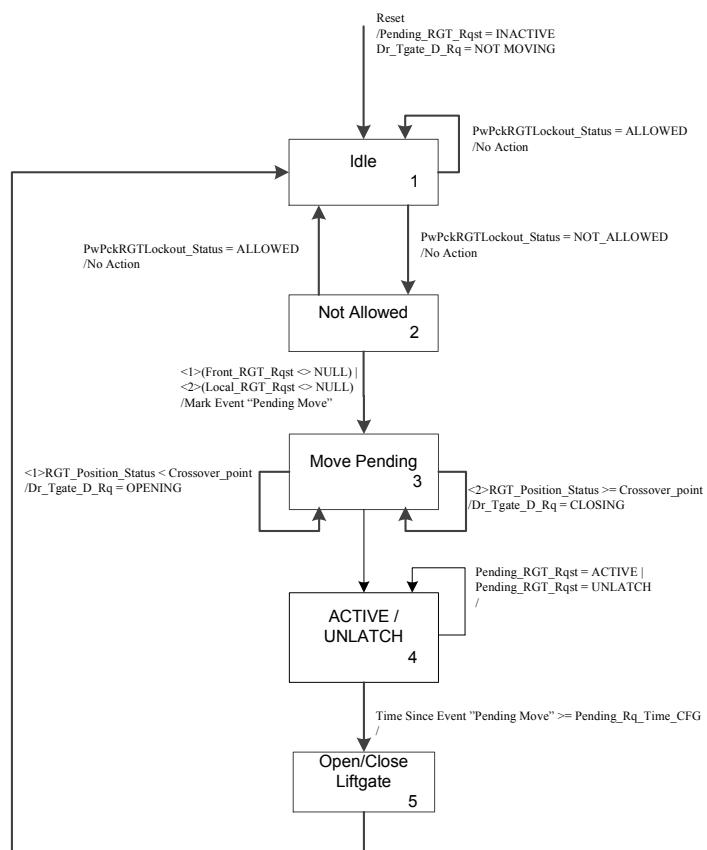 Reset
/Pending_RGT_Rqst = INACTIVE
Dr_Tgate_D_Rq = NOT MOVING
PwPckRGTLockout_Status = ALLOWED
/No Action
Idle
1
PwPckRGTLockout_Status = ALLOWED
/No Action
PwPckRGTLockout_Status = NOT_ALLOWED
/No Action
Not Allowed
2
<1>(Front_RGT_Rqst <> NULL) |
<2>(Local_RGT_Rqst <> NULL)
/Mark Event “Pending Move”
Move Pending
3
<1>RGT_Position_Status < Crossover_point
/Dr_Tgate_D_Rq = OPENING
<2>RGT_Position_Status >= Crossover_point
/Dr_Tgate_D_Rq = CLOSING
Pending_RGT_Rqst = ACTIVE |
Pending_RGT_Rqst = UNLATCH
/
ACTIVE /
UNLATCH
4
Time Since Event ”Pending Move” >= Pending_Rq_Time_CFG
/
Open/Close
Liftgate
5